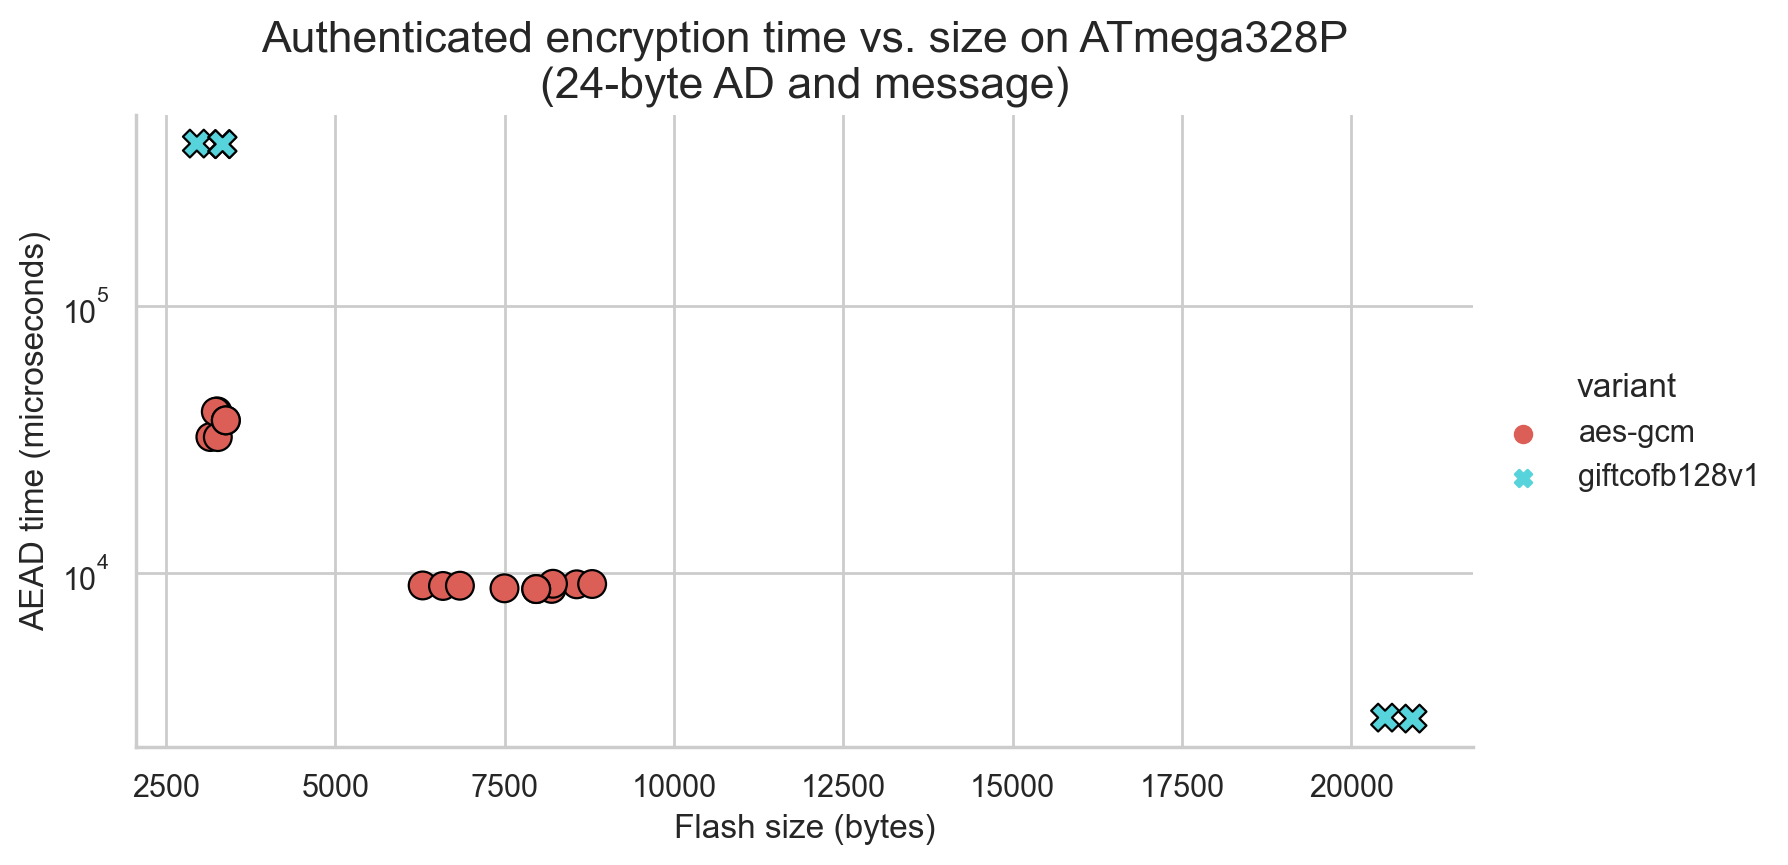 Authenticated encryption time vs. size on ATmega328P
(24-byte AD and message)
AEAD time (microseconds)
10^5
10^4
2500 5000 7500 10000 12500 15000 17500 20000
Flash size (bytes)
variant
aes-gcm
giftcofb128v1